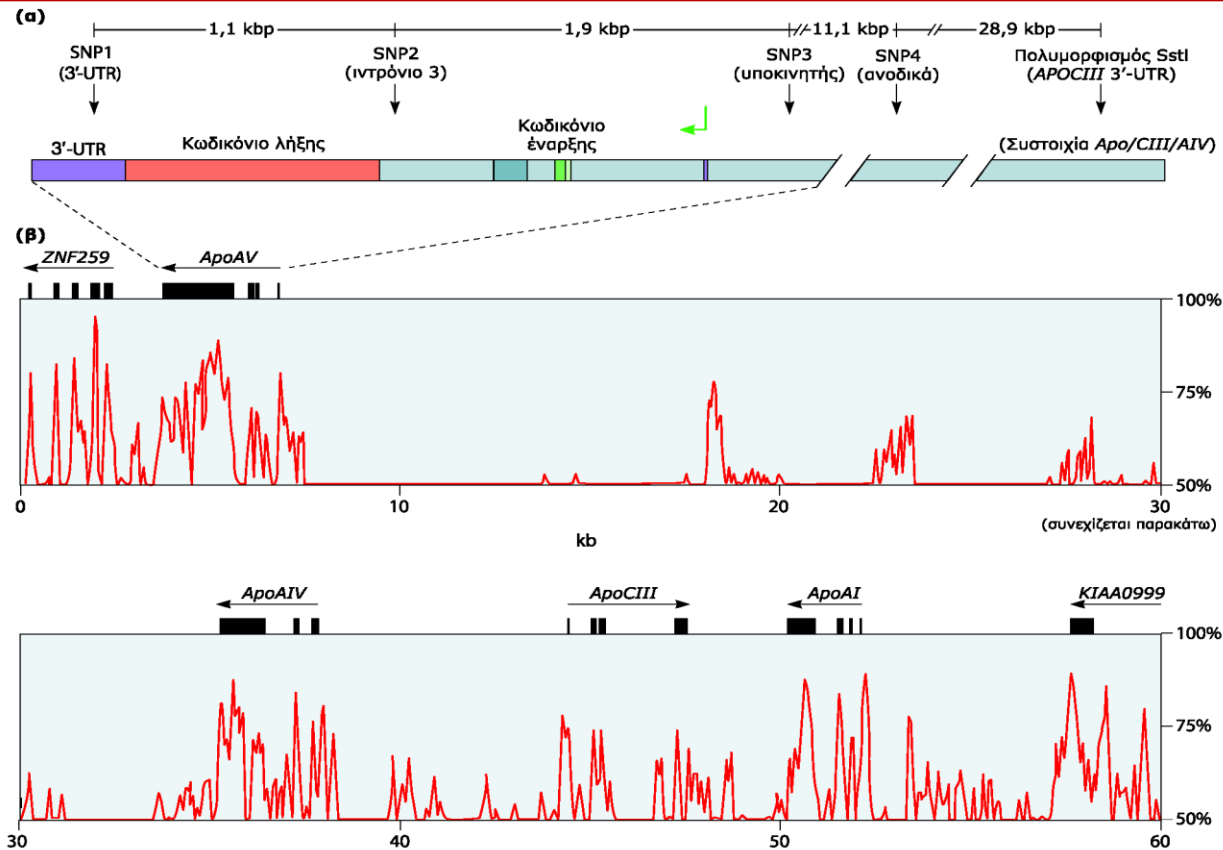 (α)
1,1 kbp 1,9 kbp 11,1 kbp 28,9 kbp
SNP1 SNP2 SNP3 SNP4 Πολυμορφισμός SstI
(3′-UTR) (ιντρόνιο 3) (υποκινητής) (ανοδικά) (APOCIII 3′-UTR)
3′-UTR Κωδικόνιο λήξης Κωδικόνιο έναρξης (Συστοιχία Apo/CIII/AIV)
(β)
ZNF259 ApoAV
100%
75%
50%
0 10 20 30
(συνεχίζεται παρακάτω)
kb
ApoAIV ApoCIII ApoAI KIAA0999
100%
75%
50%
30 40 50 60